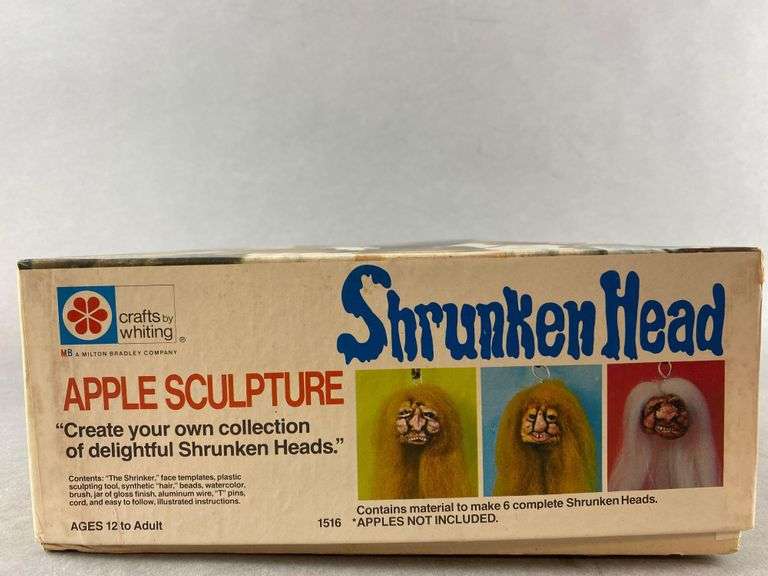 crafts by
whiting ®
MB A MILTON BRADLEY COMPANY
Shrunken Head
APPLE SCULPTURE
“Create your own collection
of delightful Shrunken Heads.”
Contents: “The Shrinker,” face templates, plastic
sculpting tool, synthetic “hair,” beads, watercolor,
brush, jar of gloss finish, aluminum wire, “T” pins,
cord, and easy to follow, illustrated instructions.
AGES 12 to Adult
1516
Contains material to make 6 complete Shrunken Heads.
*APPLES NOT INCLUDED.